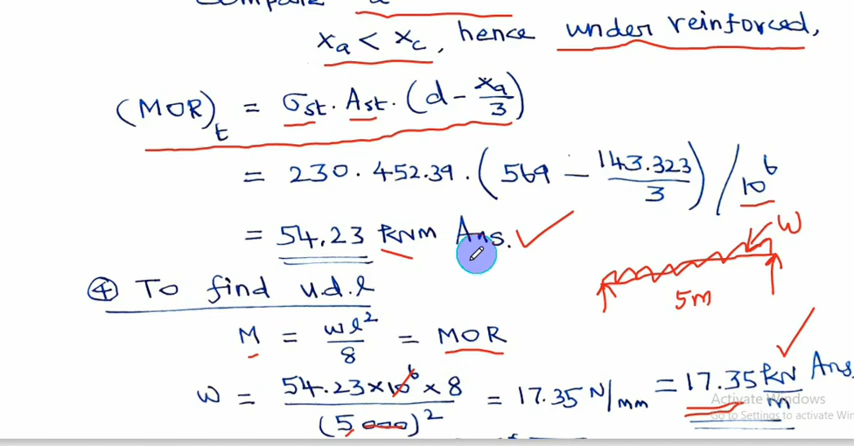 Compare
xa < xc, hence under reinforced,
(MOR)t = σst. Ast. (d - xa/3)
= 230. 452.39. (569 - 143.323/3) / 10^6
= 54.23 kNm Ans.
w
5m
④ To find u.d.l
M = wl²/8 = MOR
w = 54.23×10^6 × 8 / (5000)² = 17.35 N/mm = 17.35 kN/m Ans.
Activate Windows
Go to Settings to activate Win